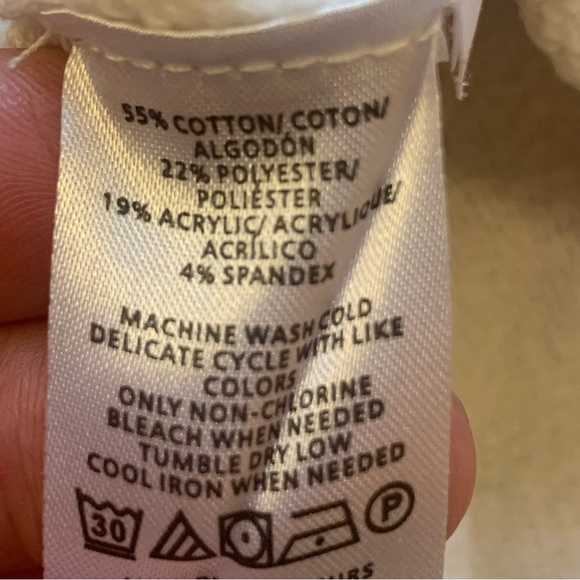 55% COTTON/ COTON/
ALGODÓN
22% POLYESTER/
POLIÉSTER
19% ACRYLIC/ ACRYLIQUE/
ACRÍLICO
4% SPANDEX
MACHINE WASH COLD
DELICATE CYCLE WITH LIKE
COLORS
ONLY NON-CHLORINE
BLEACH WHEN NEEDED
TUMBLE DRY LOW
COOL IRON WHEN NEEDED
30 P